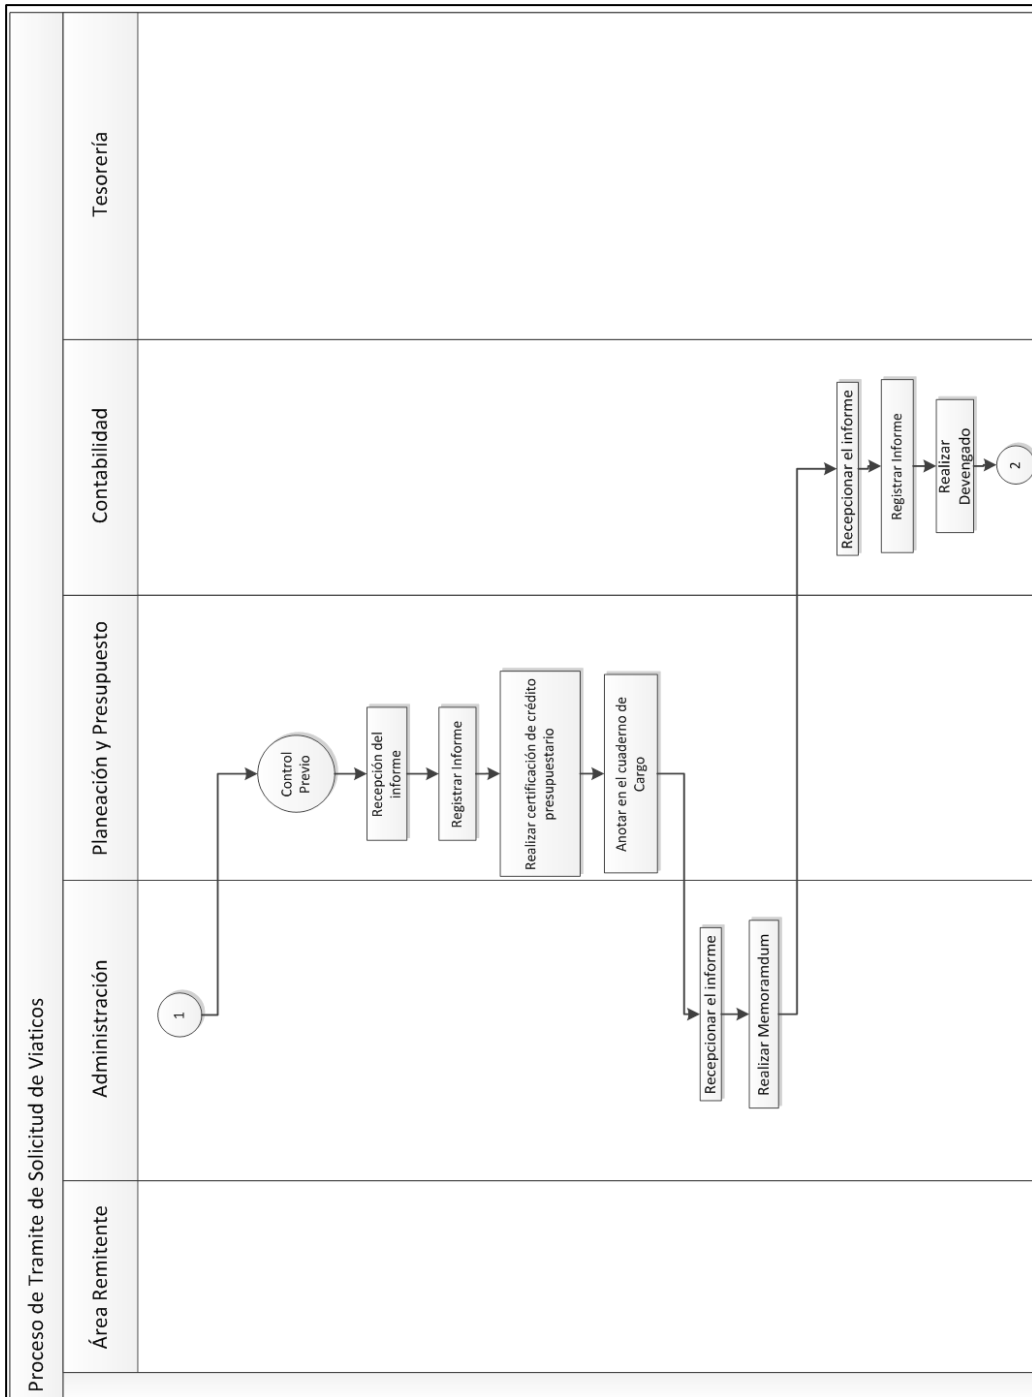 Proceso de Tramite de Solicitud de Viaticos
Área Remitente
Administración
Planeación y Presupuesto
Contabilidad
Tesorería
1
Control
Previo
Recepción del
informe
Registrar Informe
Realizar certificación de crédito
presupuestario
Anotar en el cuaderno de
Cargo
Recepcionar el informe
Realizar Memoramdum
Recepcionar el informe
Registrar Informe
Realizar
Devengado
2